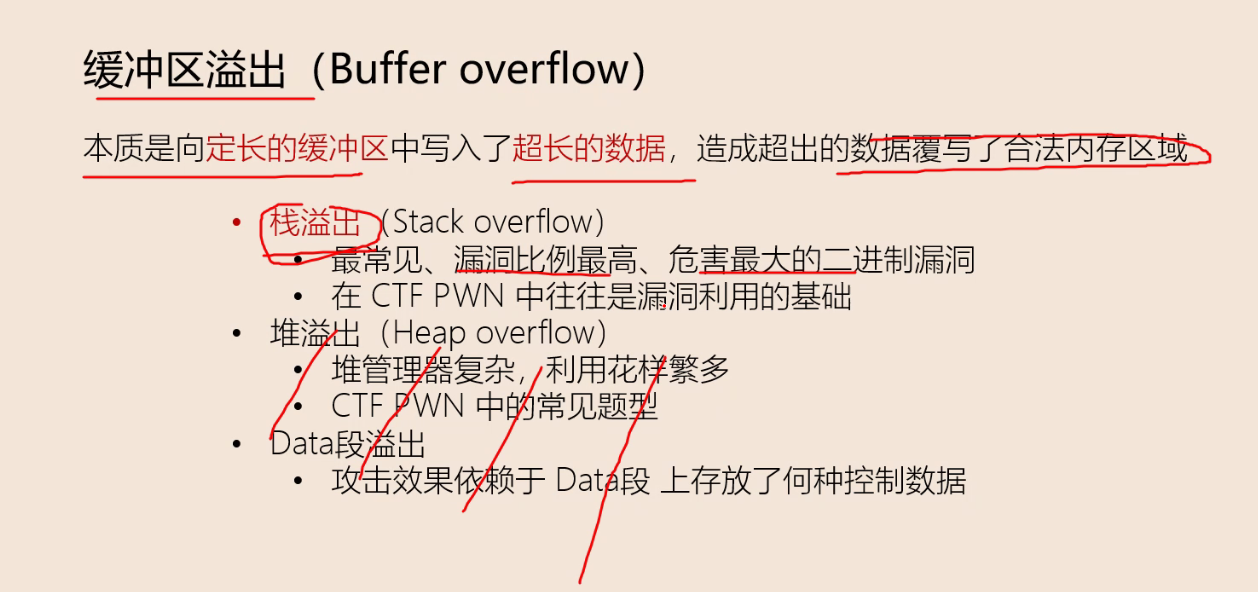 缓冲区溢出（Buffer overflow）
本质是向定长的缓冲区中写入了超长的数据，造成超出的数据覆写了合法内存区域
• 栈溢出（Stack overflow）
• 最常见、漏洞比例最高、危害最大的二进制漏洞
• 在 CTF PWN 中往往是漏洞利用的基础
• 堆溢出（Heap overflow）
• 堆管理器复杂，利用花样繁多
• CTF PWN 中的常见题型
• Data段溢出
• 攻击效果依赖于 Data段 上存放了何种控制数据